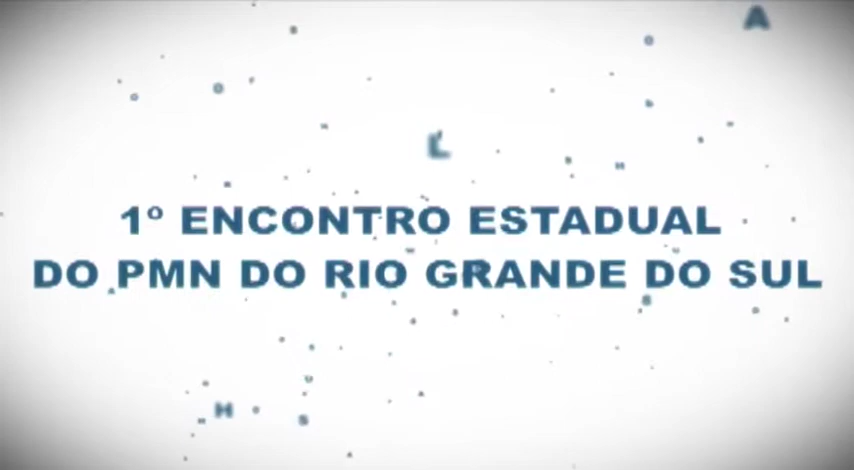 1º ENCONTRO ESTADUAL
DO PMN DO RIO GRANDE DO SUL